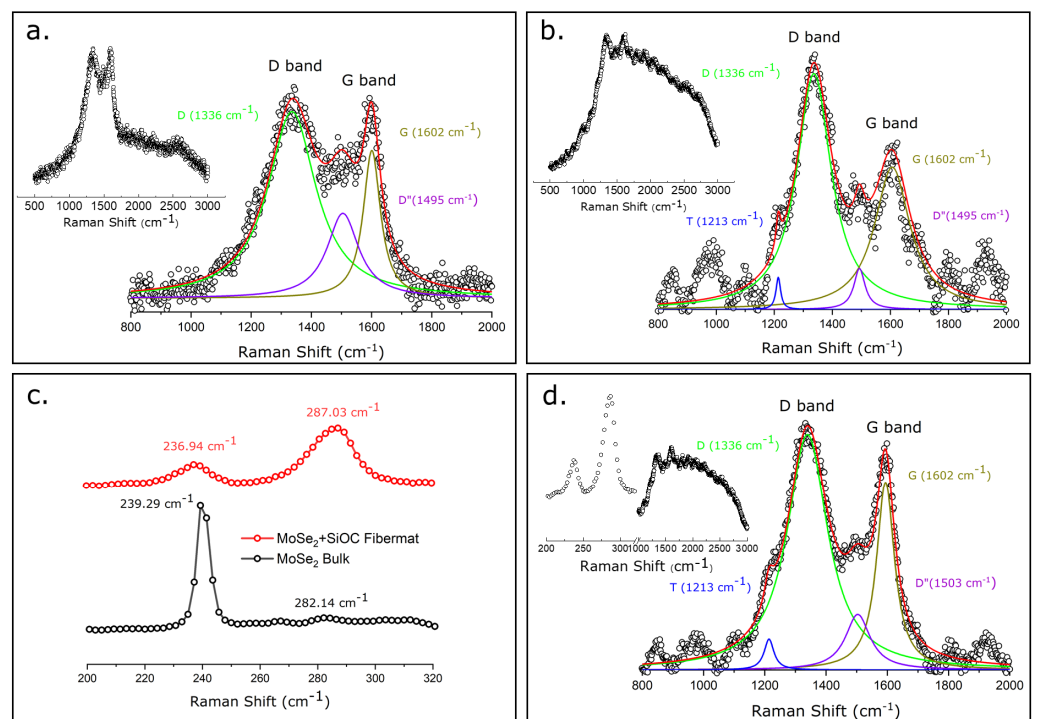 a.
D band
G band
D (1336 cm-1)
G (1602 cm-1)
D"(1495 cm-1)
500 1000 1500 2000 2500 3000
Raman Shift (cm-1)
800 1000 1200 1400 1600 1800 2000
Raman Shift (cm-1)
b.
D band
D (1336 cm-1)
G band
G (1602 cm-1)
500 1000 1500 2000 2500 3000
Raman Shift (cm-1)
T (1213 cm-1)
D"(1495 cm-1)
800 1000 1200 1400 1600 1800 2000
Raman Shift (cm-1)
c.
287.03 cm-1
236.94 cm-1
239.29 cm-1
MoSe2+SiOC Fibermat
MoSe2 Bulk
282.14 cm-1
200 220 240 260 280 300 320
Raman Shift (cm-1)
d.
D band
D (1336 cm-1)
G band
G (1602 cm-1)
200 250 300 1000 2000 3000
Raman Shift (cm-1)
T (1213 cm-1)
D"(1503 cm-1)
800 1000 1200 1400 1600 1800 2000
Raman Shift (cm-1)